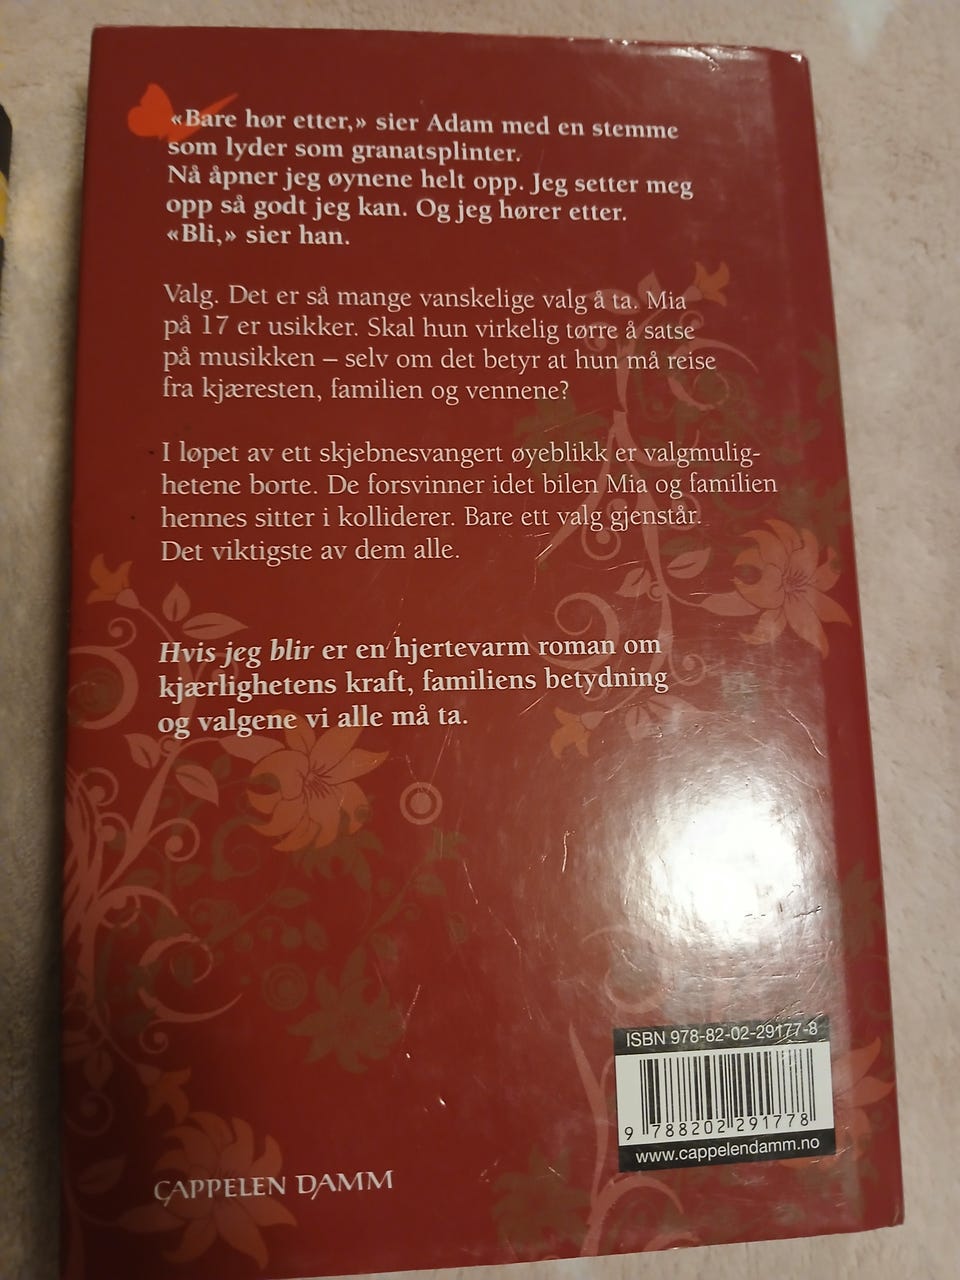 «Bare hør etter,» sier Adam med en stemme
som lyder som granatsplinter.
Nå åpner jeg øynene helt opp. Jeg setter meg
opp så godt jeg kan. Og jeg hører etter.
«Bli,» sier han.
Valg. Det er så mange vanskelige valg å ta. Mia
på 17 er usikker. Skal hun virkelig tørre å satse
på musikken – selv om det betyr at hun må reise
fra kjæresten, familien og vennene?
I løpet av ett skjebnesvangert øyeblikk er valgmulig-
hetene borte. De forsvinner idet bilen Mia og familien
hennes sitter i kolliderer. Bare ett valg gjenstår.
Det viktigste av dem alle.
Hvis jeg blir er en hjertevarm roman om
kjærlighetens kraft, familiens betydning
og valgene vi alle må ta.
ISBN 978-82-02-29177-8
9 788202 291778
www.cappelendamm.no
CAPPELEN DAMM